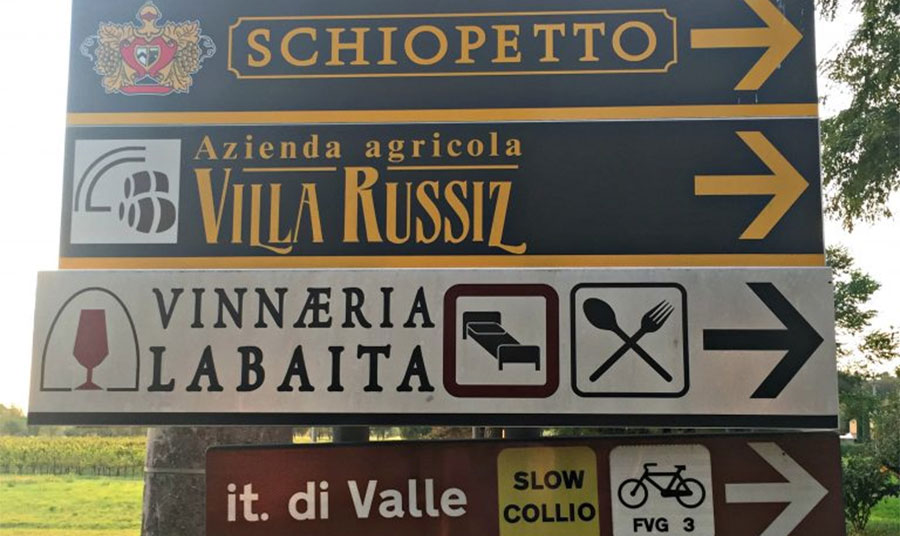 SCHIOPETTO
Azienda agricola
VILLA RUSSIZ
VINNÆRIA
LABAITA
it. di Valle
SLOW
COLLIO
FVG 3